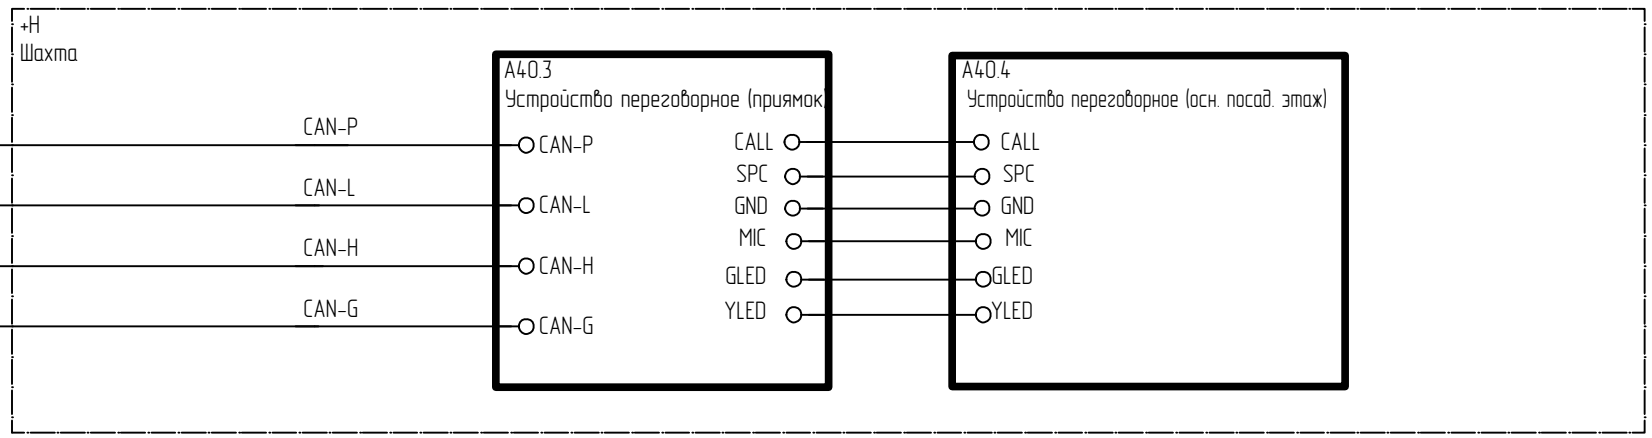 +H
Шахта
A40.3
Устройство переговорное (приямок)
A40.4
Устройство переговорное (осн. посад. этаж)
CAN-P
CAN-P
CALL
CALL
SPC
SPC
CAN-L
CAN-L
GND
GND
MIC
MIC
CAN-H
CAN-H
GLED
GLED
CAN-G
CAN-G
YLED
YLED